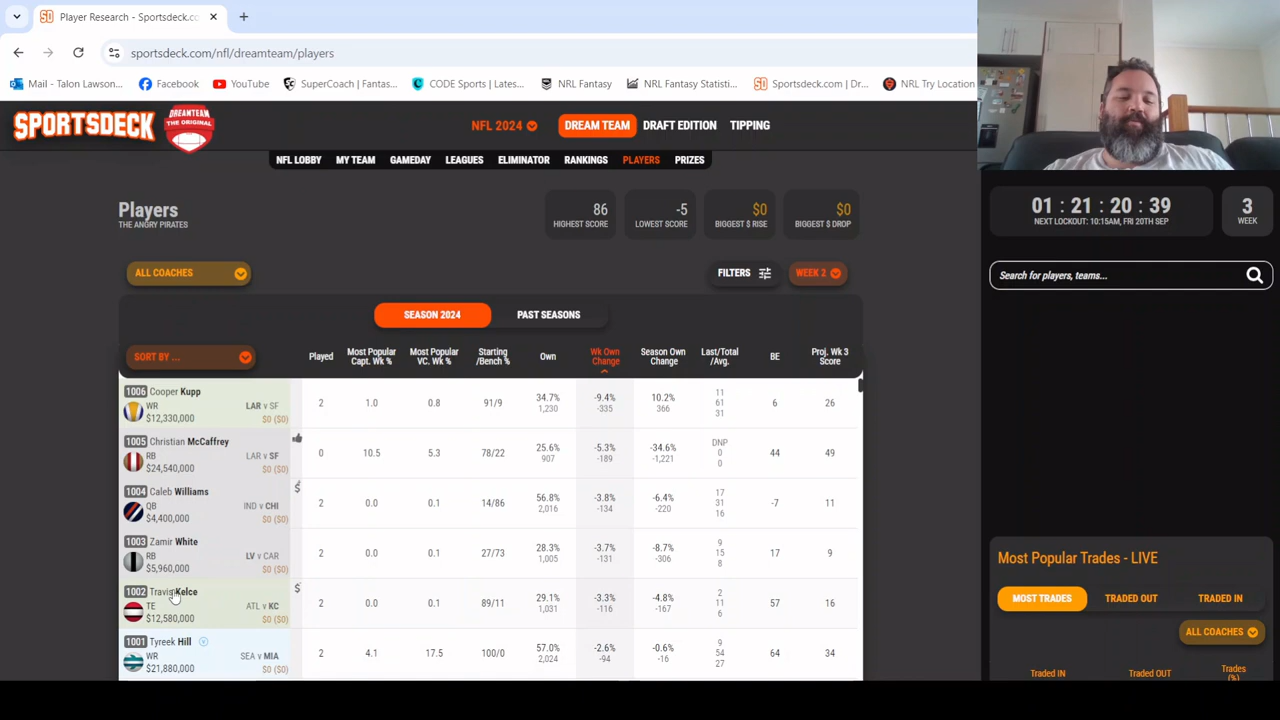 Player Research - Sportsdeck.co
sportsdeck.com/nfl/dreamteam/players
Mail - Talon Lawson... Facebook YouTube SuperCoach | Fantas... CODE Sports | Lates... NRL Fantasy NRL Fantasy Statisti... Sportsdeck.com | Dr... NRL Try Location
SPORTSDECK DREAMTEAM THE ORIGINAL NFL 2024 DREAM TEAM DRAFT EDITION TIPPING
NFL LOBBY MY TEAM GAMEDAY LEAGUES ELIMINATOR RANKINGS PLAYERS PRIZES
Players
THE ANGRY PIRATES
86 -5 $0 $0
HIGHEST SCORE LOWEST SCORE BIGGEST $ RISE BIGGEST $ DROP
ALL COACHES FILTERS WEEK 2
SEASON 2024 PAST SEASONS
SORT BY ... Played Most Popular Capt. Wk % Most Popular VC. Wk % Starting /Bench % Own Wk Own Change Season Own Change Last/Total /Avg. BE Proj. Wk 3 Score
1006 Cooper Kupp
WR LAR v SF
$12,330,000 $0 ($0)
2 1.0 0.8 91/9 34.7% 1,230 -9.4% -335 10.2% 366 11 61 31 6 26
1005 Christian McCaffrey
RB LAR v SF
$24,540,000 $0 ($0)
0 10.5 5.3 78/22 25.6% 907 -5.3% -189 -34.6% -1,221 DNP 0 0 44 49
1004 Caleb Williams
QB IND v CHI
$4,400,000 $0 ($0)
2 0.0 0.1 14/86 56.8% 2,016 -3.8% -134 -6.4% -220 17 31 16 -7 11
1003 Zamir White
RB LV v CAR
$5,960,000 $0 ($0)
2 0.0 0.1 27/73 28.3% 1,005 -3.7% -131 -8.7% -306 9 15 8 17 9
1002 Travis Kelce
TE ATL v KC
$12,580,000 $0 ($0)
2 0.0 0.1 89/11 29.1% 1,031 -3.3% -116 -4.8% -167 2 11 6 57 16
1001 Tyreek Hill
WR SEA v MIA
$21,880,000 $0 ($0)
2 4.1 17.5 100/0 57.0% 2,024 -2.6% -94 -0.6% -16 9 54 27 64 34
01 : 21 : 20 : 39
NEXT LOCKOUT: 10:15AM, FRI 20TH SEP
3
WEEK
Search for players, teams...
Most Popular Trades - LIVE
MOST TRADES TRADED OUT TRADED IN
ALL COACHES
Traded IN Traded OUT Trades (%)